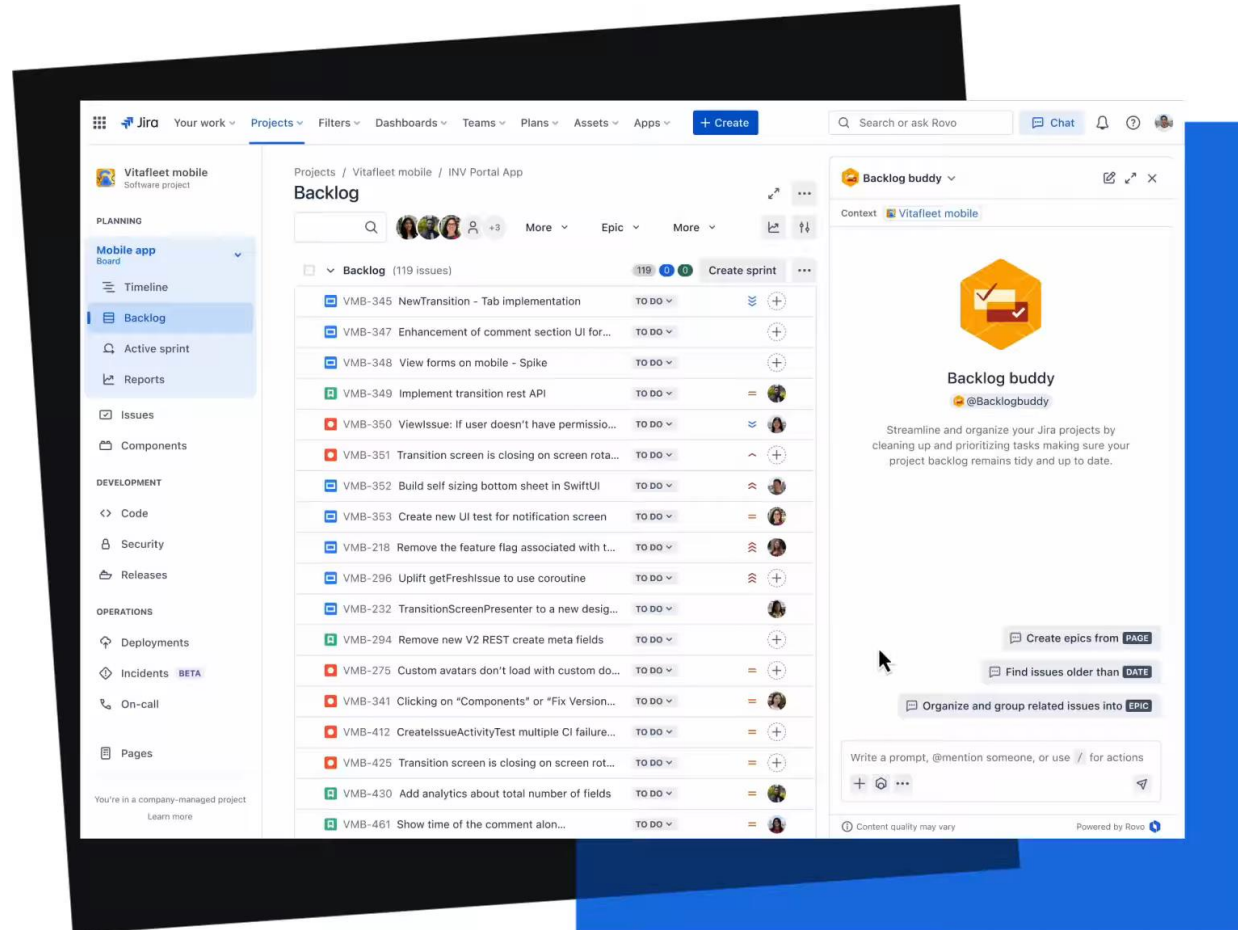 Jira Your work Projects Filters Dashboards Teams Plans Assets Apps + Create Search or ask Rovo Chat
Vitafleet mobile
Software project
PLANNING
Mobile app
Board
Timeline
Backlog
Active sprint
Reports
Issues
Components
DEVELOPMENT
Code
Security
Releases
OPERATIONS
Deployments
Incidents BETA
On-call
Pages
You're in a company-managed project
Learn more
Projects / Vitafleet mobile / INV Portal App
Backlog
+3 More Epic More
Backlog (119 issues) 119 0 0 Create sprint
VMB-345 NewTransition - Tab implementation TO DO
VMB-347 Enhancement of comment section UI for... TO DO
VMB-348 View forms on mobile - Spike TO DO
VMB-349 Implement transition rest API TO DO
VMB-350 ViewIssue: If user doesn't have permissio... TO DO
VMB-351 Transition screen is closing on screen rota... TO DO
VMB-352 Build self sizing bottom sheet in SwiftUI TO DO
VMB-353 Create new UI test for notification screen TO DO
VMB-218 Remove the feature flag associated with t... TO DO
VMB-296 Uplift getFreshIssue to use coroutine TO DO
VMB-232 TransitionScreenPresenter to a new desig... TO DO
VMB-294 Remove new V2 REST create meta fields TO DO
VMB-275 Custom avatars don't load with custom do... TO DO
VMB-341 Clicking on "Components" or "Fix Version... TO DO
VMB-412 CreateIssueActivityTest multiple CI failure... TO DO
VMB-425 Transition screen is closing on screen rot... TO DO
VMB-430 Add analytics about total number of fields TO DO
VMB-461 Show time of the comment alon... TO DO
Backlog buddy
Context Vitafleet mobile
Backlog buddy
@Backlogbuddy
Streamline and organize your Jira projects by
cleaning up and prioritizing tasks making sure your
project backlog remains tidy and up to date.
Create epics from PAGE
Find issues older than DATE
Organize and group related issues into EPIC
Write a prompt, @mention someone, or use / for actions
Content quality may vary Powered by Rovo